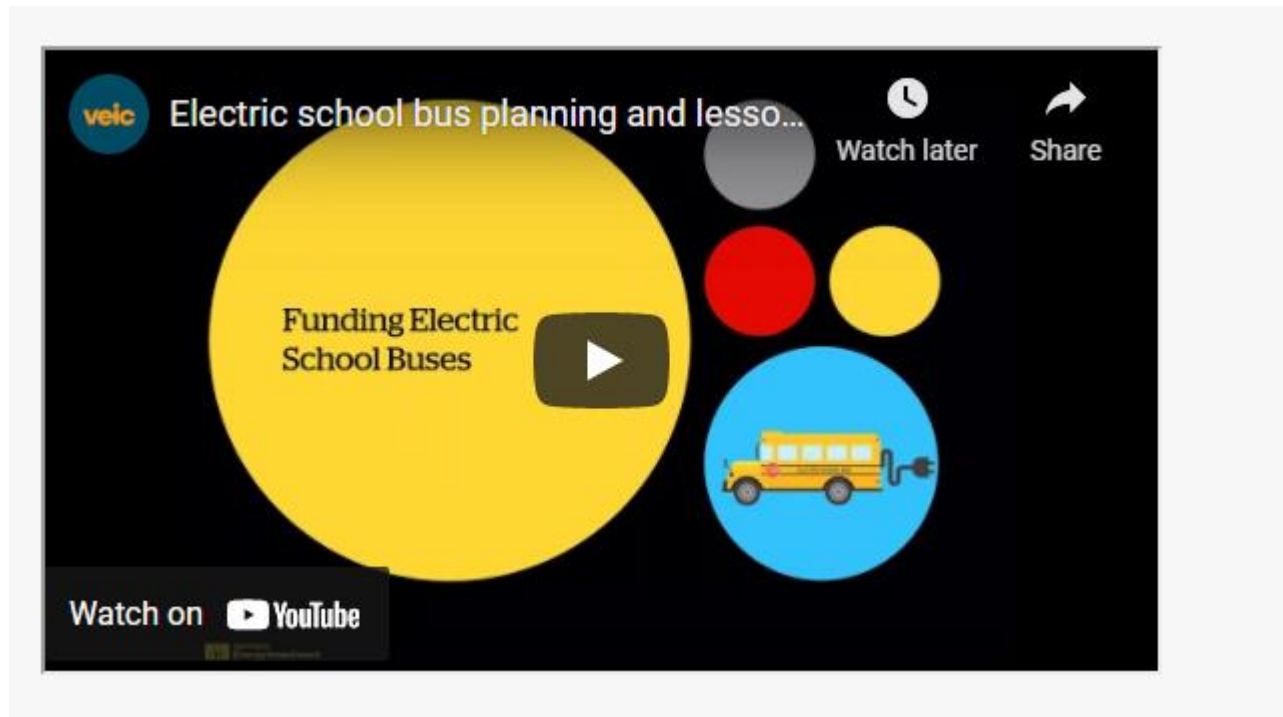 veic
Electric school bus planning and lesso...
Watch later
Share
Funding Electric
School Buses
Watch on YouTube